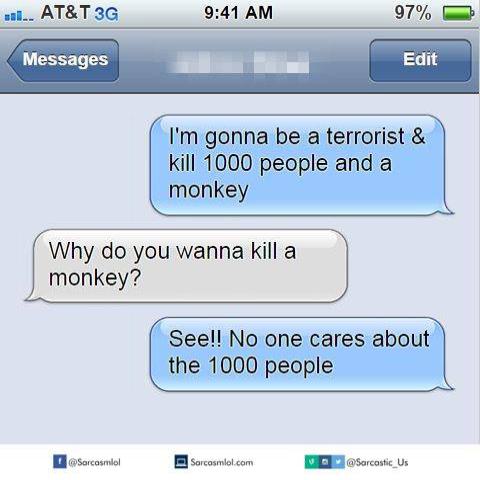 AT&T 3G 9:41 AM 97%
Messages Edit
I'm gonna be a terrorist &
kill 1000 people and a
monkey
Why do you wanna kill a
monkey?
See!! No one cares about
the 1000 people
@Sarcasmlol Sarcasmlol.com @Sarcastic_Us